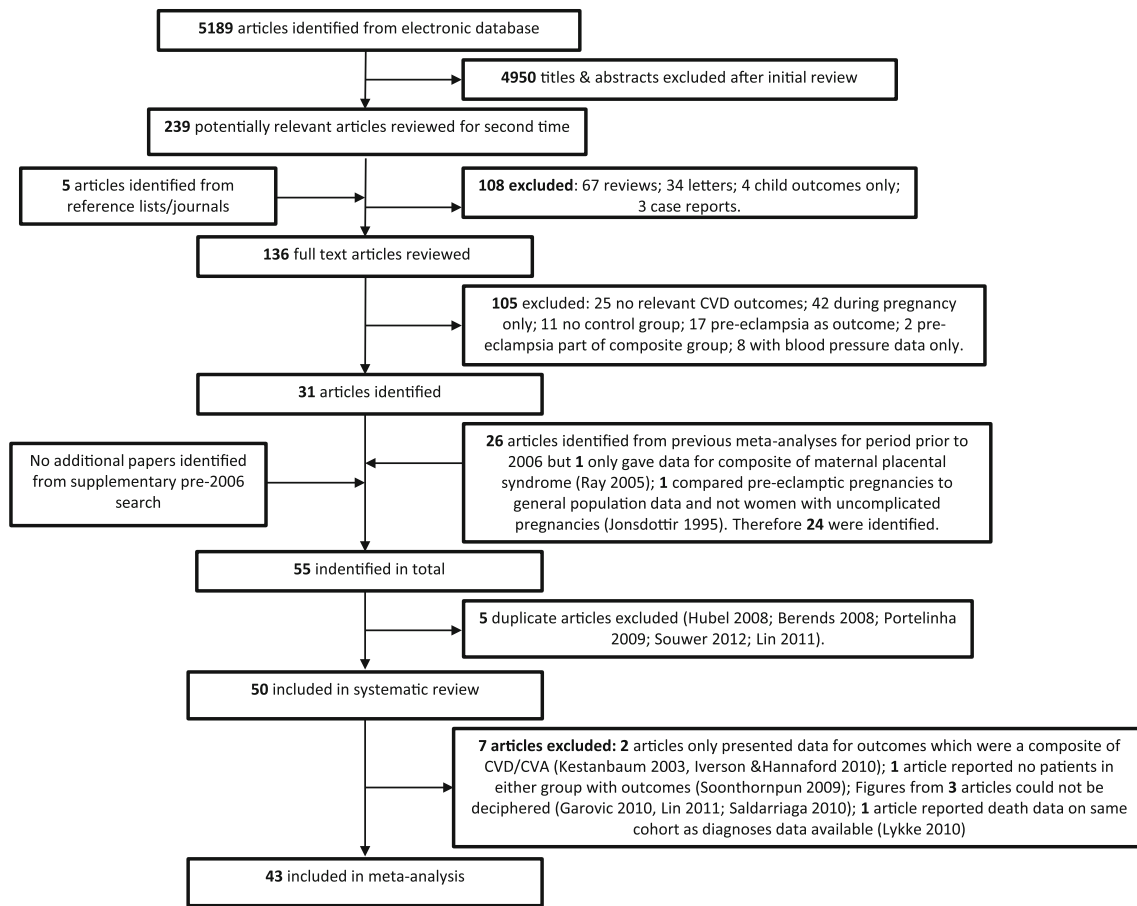 5189 articles identified from electronic database
4950 titles & abstracts excluded after initial review
239 potentially relevant articles reviewed for second time
5 articles identified from
reference lists/journals
108 excluded: 67 reviews; 34 letters; 4 child outcomes only;
3 case reports.
136 full text articles reviewed
105 excluded: 25 no relevant CVD outcomes; 42 during pregnancy
only; 11 no control group; 17 pre-eclampsia as outcome; 2 pre-
eclampsia part of composite group; 8 with blood pressure data only.
31 articles identified
No additional papers identified
from supplementary pre-2006
search
26 articles identified from previous meta-analyses for period prior to
2006 but 1 only gave data for composite of maternal placental
syndrome (Ray 2005); 1 compared pre-eclamptic pregnancies to
general population data and not women with uncomplicated
pregnancies (Jonsdottir 1995). Therefore 24 were identified.
55 indentified in total
5 duplicate articles excluded (Hubel 2008; Berends 2008; Portelinha
2009; Souwer 2012; Lin 2011).
50 included in systematic review
7 articles excluded: 2 articles only presented data for outcomes which were a composite of
CVD/CVA (Kestanbaum 2003, Iverson &Hannaford 2010); 1 article reported no patients in
either group with outcomes (Soonthornpun 2009); Figures from 3 articles could not be
deciphered (Garovic 2010, Lin 2011; Saldarriaga 2010); 1 article reported death data on same
cohort as diagnoses data available (Lykke 2010)
43 included in meta-analysis